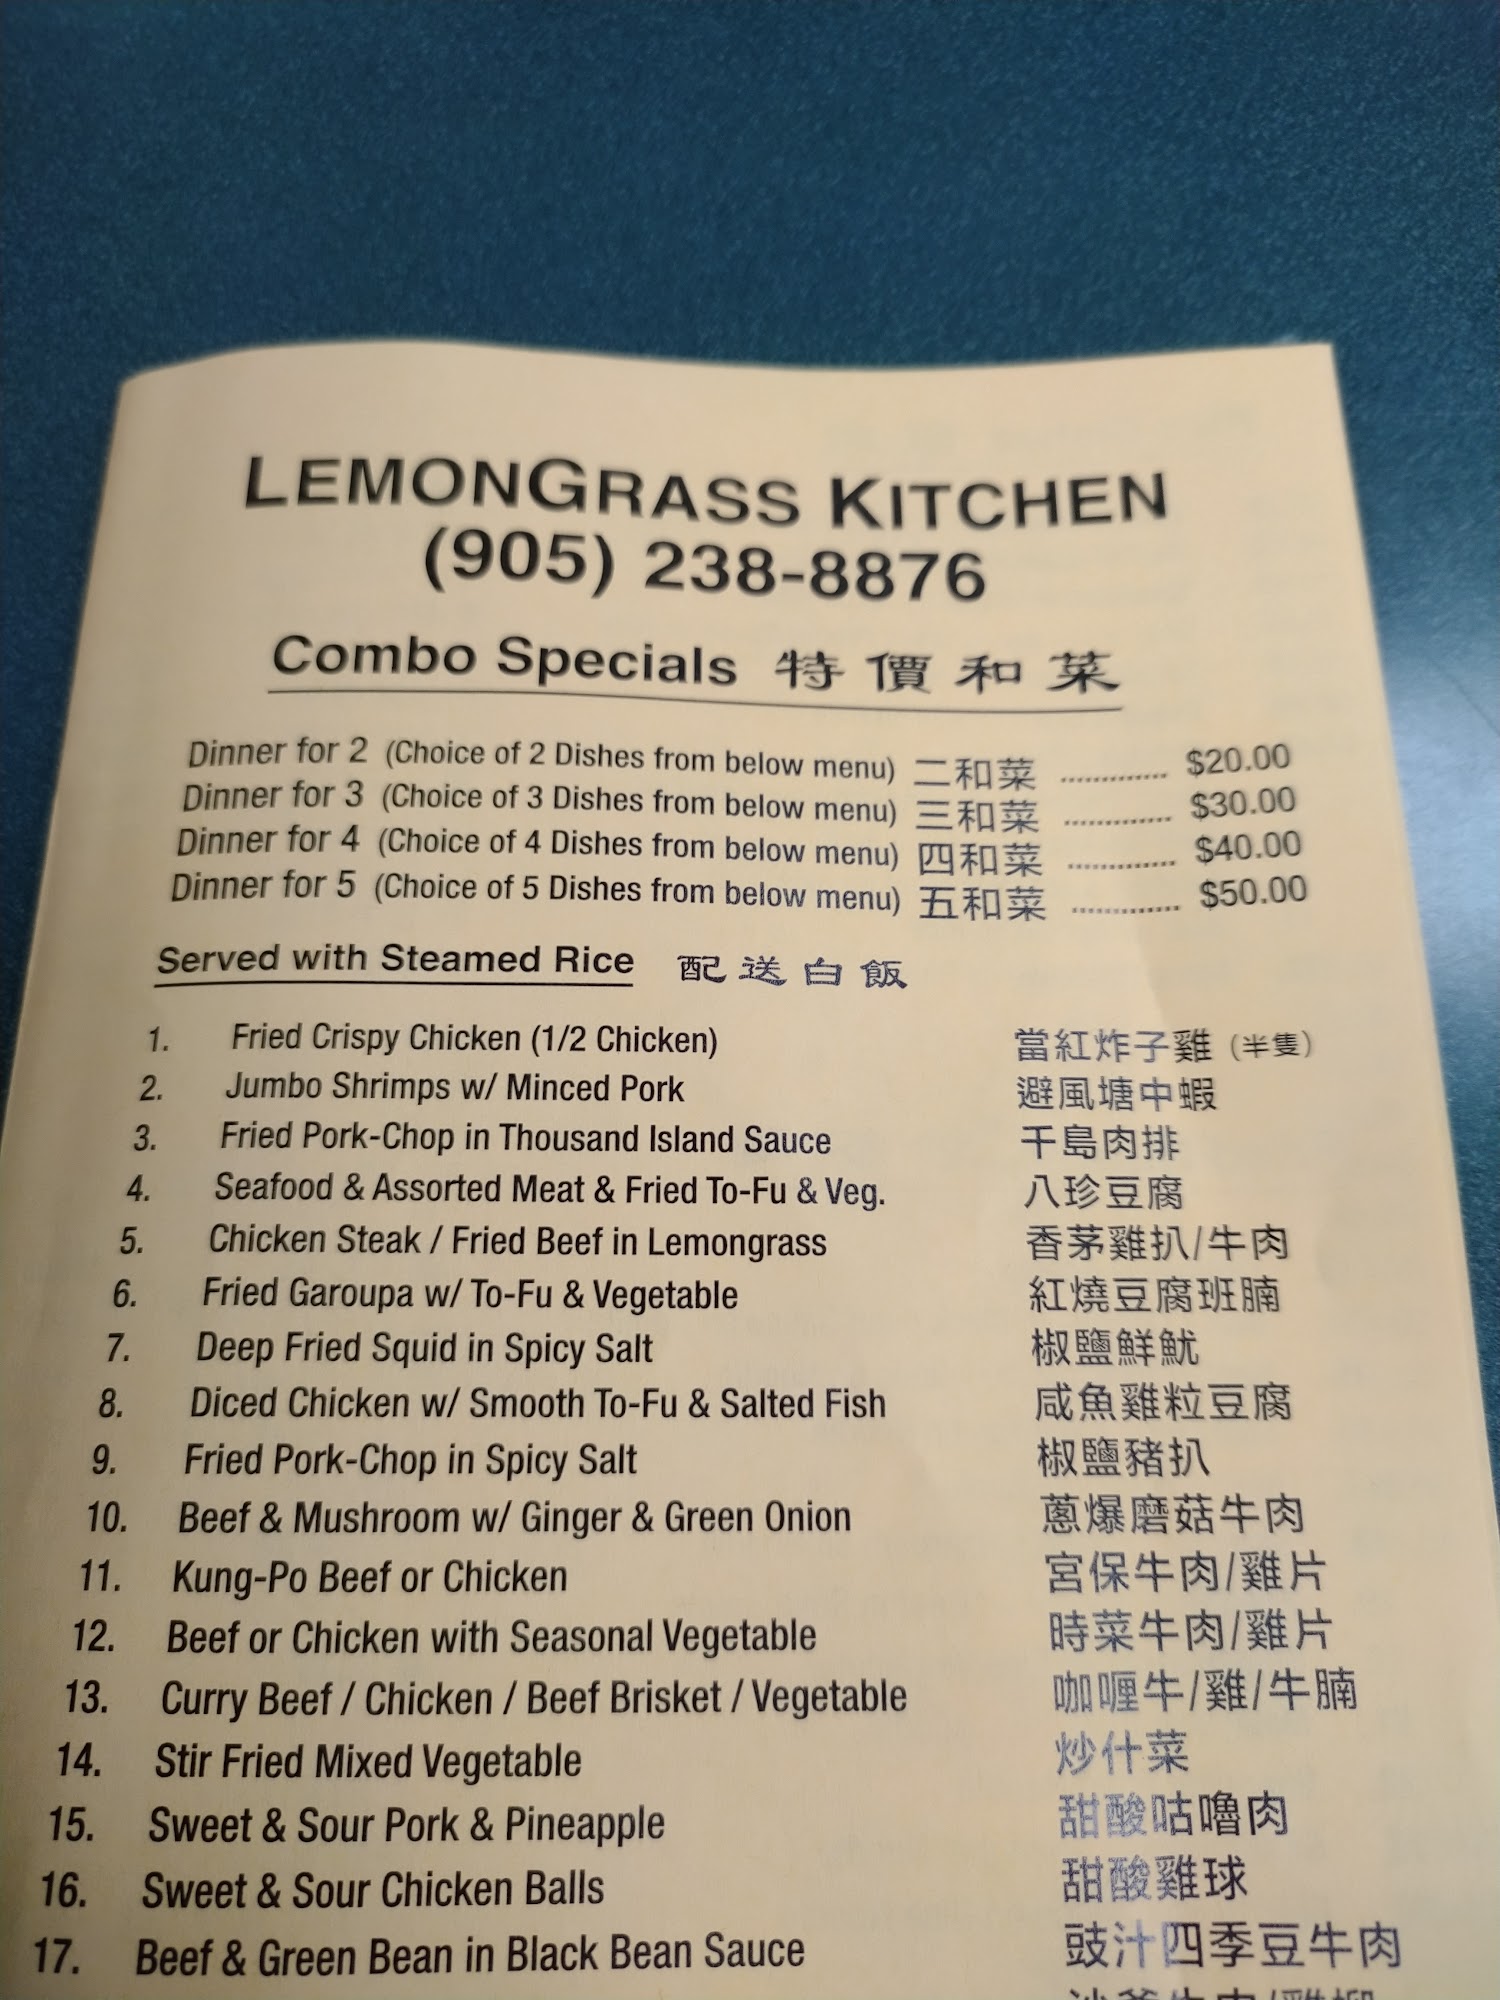 LEMONGRASS KITCHEN
(905) 238-8876
Combo Specials 特價和菜
Dinner for 2 (Choice of 2 Dishes from below menu) 二和菜 ............. $20.00
Dinner for 3 (Choice of 3 Dishes from below menu) 三和菜 ............. $30.00
Dinner for 4 (Choice of 4 Dishes from below menu) 四和菜 ............. $40.00
Dinner for 5 (Choice of 5 Dishes from below menu) 五和菜 ............. $50.00
Served with Steamed Rice 配送白飯
1. Fried Crispy Chicken (1/2 Chicken) 當紅炸子雞 (半隻)
2. Jumbo Shrimps w/ Minced Pork 避風塘中蝦
3. Fried Pork-Chop in Thousand Island Sauce 千島肉排
4. Seafood & Assorted Meat & Fried To-Fu & Veg. 八珍豆腐
5. Chicken Steak / Fried Beef in Lemongrass 香茅雞扒/牛肉
6. Fried Garoupa w/ To-Fu & Vegetable 紅燒豆腐班腩
7. Deep Fried Squid in Spicy Salt 椒鹽鮮魷
8. Diced Chicken w/ Smooth To-Fu & Salted Fish 咸魚雞粒豆腐
9. Fried Pork-Chop in Spicy Salt 椒鹽豬扒
10. Beef & Mushroom w/ Ginger & Green Onion 蔥爆磨菇牛肉
11. Kung-Po Beef or Chicken 宮保牛肉/雞片
12. Beef or Chicken with Seasonal Vegetable 時菜牛肉/雞片
13. Curry Beef / Chicken / Beef Brisket / Vegetable 咖喱牛/雞/牛腩
14. Stir Fried Mixed Vegetable 炒什菜
15. Sweet & Sour Pork & Pineapple 甜酸咕嚕肉
16. Sweet & Sour Chicken Balls 甜酸雞球
17. Beef & Green Bean in Black Bean Sauce 豉汁四季豆牛肉